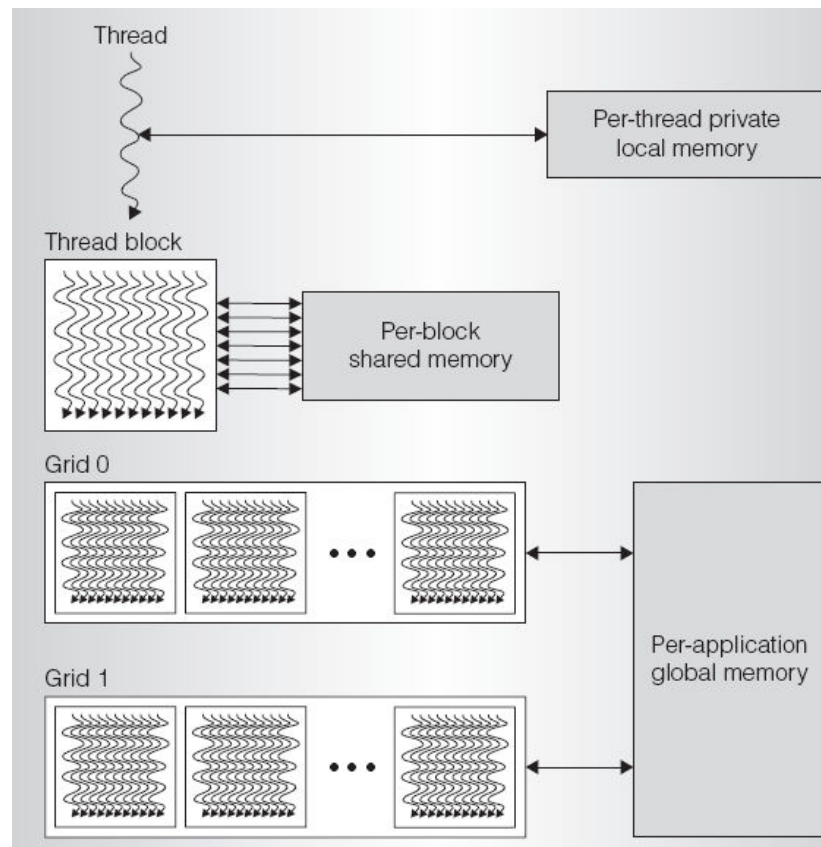 Thread
Per-thread private
local memory
Thread block
Per-block
shared memory
Grid 0
Per-application
global memory
Grid 1